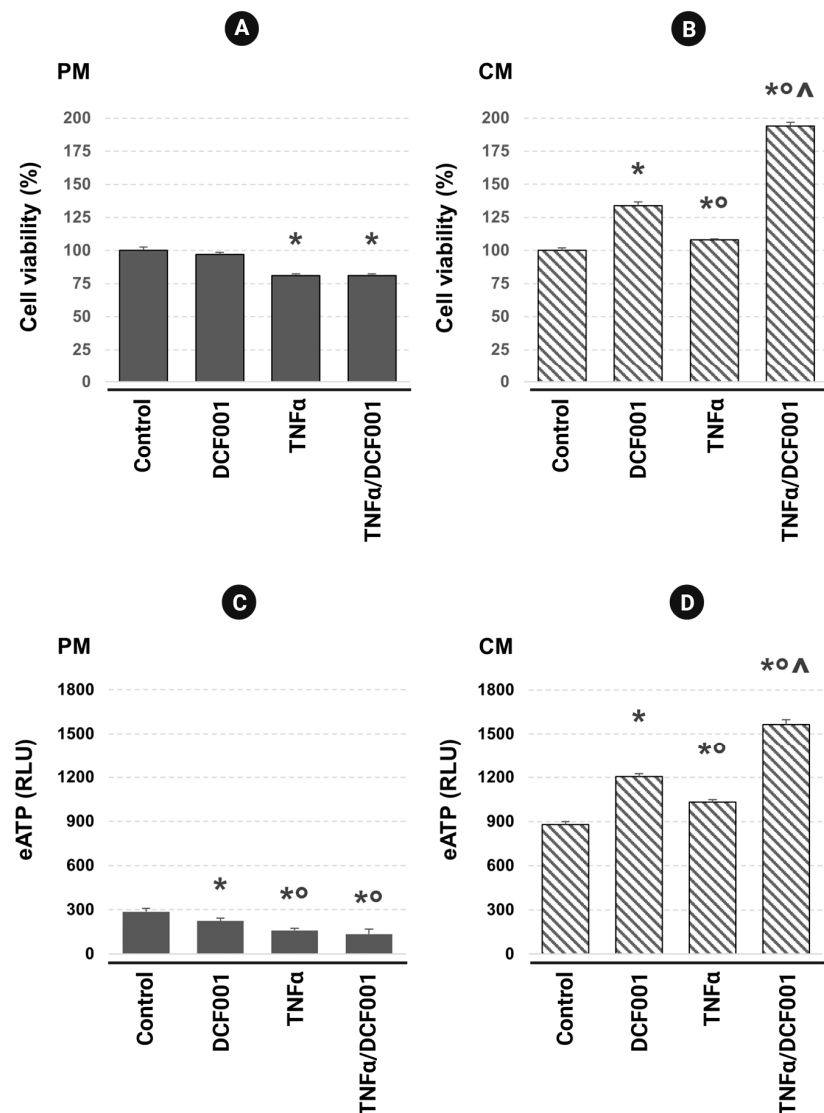 A
PM
Cell viability (%)
200
175
150
125
100
75
50
25
0
* *
Control
DCF001
TNFα
TNFα/DCF001
B
CM
Cell viability (%)
*°^
200
175
150
125
100
75
50
25
0
*
*°
Control
DCF001
TNFα
TNFα/DCF001
C
PM
eATP (RLU)
1800
1500
1200
900
600
300
0
*
*°
*°
Control
DCF001
TNFα
TNFα/DCF001
D
CM
eATP (RLU)
*°^
1800
1500
1200
900
600
300
0
*
*°
Control
DCF001
TNFα
TNFα/DCF001